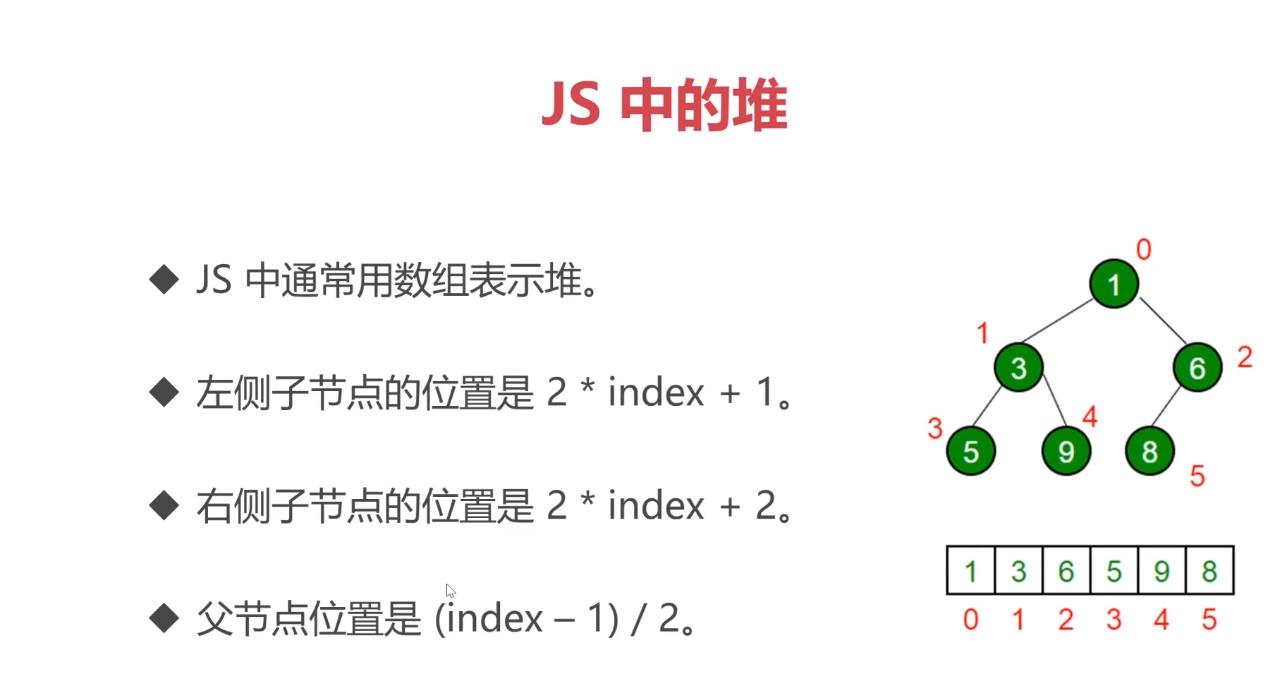 JS 中的堆
◆ JS 中通常用数组表示堆。
◆ 左侧子节点的位置是 2 * index + 1。
◆ 右侧子节点的位置是 2 * index + 2。
◆ 父节点位置是 (index – 1) / 2。
0
1
1
3
6
2
3
5
4
9
8
5
1 3 6 5 9 8
0 1 2 3 4 5